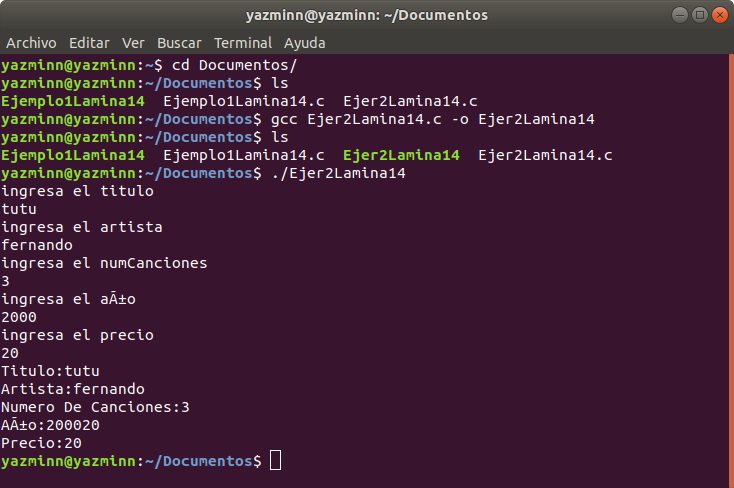 yazminn@yazminn: ~/Documentos
Archivo Editar Ver Buscar Terminal Ayuda
yazminn@yazminn:~$ cd Documentos/
yazminn@yazminn:~/Documentos$ ls
Ejemplo1Lamina14  Ejemplo1Lamina14.c  Ejer2Lamina14.c
yazminn@yazminn:~/Documentos$ gcc Ejer2Lamina14.c -o Ejer2Lamina14
yazminn@yazminn:~/Documentos$ ls
Ejemplo1Lamina14  Ejemplo1Lamina14.c  Ejer2Lamina14  Ejer2Lamina14.c
yazminn@yazminn:~/Documentos$ ./Ejer2Lamina14
ingresa el titulo
tutu
ingresa el artista
fernando
ingresa el numCanciones
3
ingresa el aÃ±o
2000
ingresa el precio
20
Titulo:tutu
Artista:fernando
Numero De Canciones:3
AÃ±o:200020
Precio:20
yazminn@yazminn:~/Documentos$